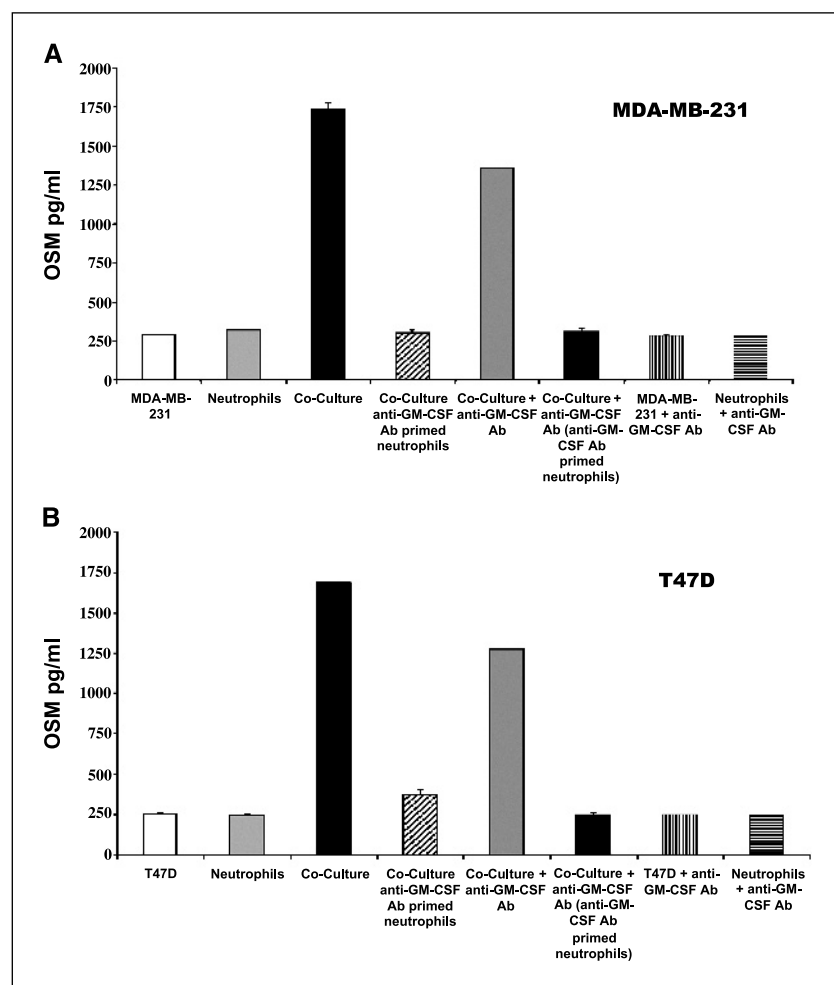 A
2000
1750
1500
1250
1000
750
500
250
0
OSM pg/ml
MDA-MB-231
MDA-MB-
231
Neutrophils
Co-Culture
Co-Culture
anti-GM-CSF
Ab primed
neutrophils
Co-Culture +
anti-GM-CSF
Ab
Co-Culture +
anti-GM-CSF
Ab (anti-GM-
CSF Ab
primed
neutrophils)
MDA-MB-
231 + anti-
GM-CSF Ab
Neutrophils
+ anti-GM-
CSF Ab
B
2000
1750
1500
1250
1000
750
500
250
0
OSM pg/ml
T47D
T47D
Neutrophils
Co-Culture
Co-Culture
anti-GM-CSF
Ab primed
neutrophils
Co-Culture +
anti-GM-CSF
Ab
Co-Culture +
anti-GM-CSF
Ab (anti-GM-
CSF Ab
primed
neutrophils)
T47D + anti-
GM-CSF Ab
Neutrophils
+ anti-GM-
CSF Ab